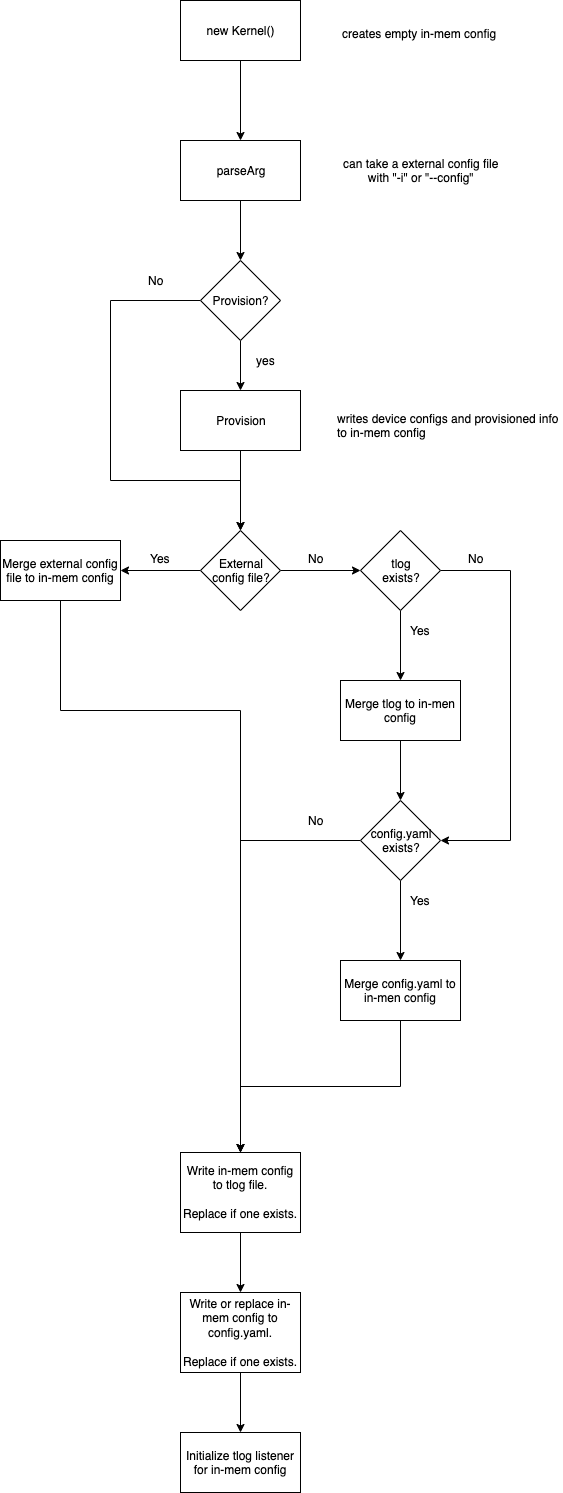 new Kernel()
creates empty in-mem config
parseArg
can take a external config file
with "-i" or "--config"
No
Provision?
yes
Provision
writes device configs and provisioned info
to in-mem config
Merge external config
file to in-mem config
Yes
External
config file?
No
tlog
exists?
No
Yes
Merge tlog to in-men
config
No
config.yaml
exists?
Yes
Merge config.yaml to
in-men config
Write in-mem config
to tlog file.
Replace if one exists.
Write or replace in-
mem config to
config.yaml.
Replace if one exists.
Initialize tlog listener
for in-mem config